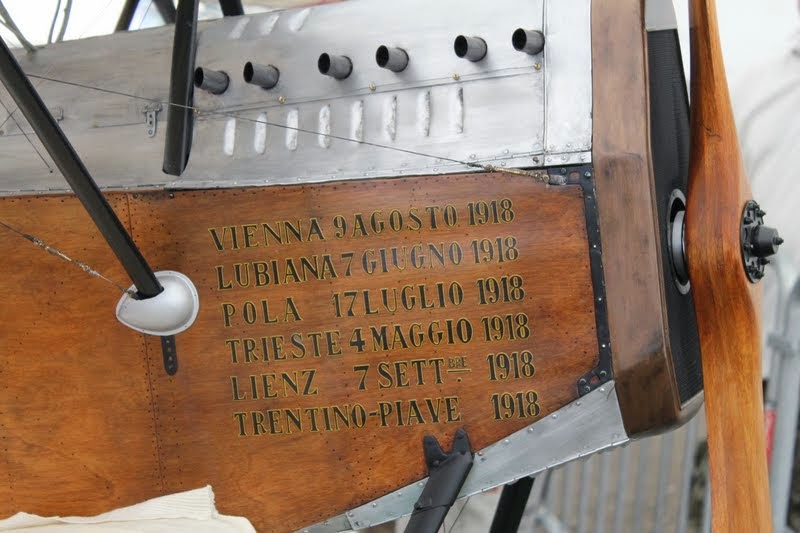 VIENNA 9 AGOSTO 1918
LUBIANA 7 GIUGNO 1918
POLA 17 LUGLIO 1918
TRIESTE 4 MAGGIO 1918
LIENZ 7 SETT.BRE 1918
TRENTINO-PIAVE 1918